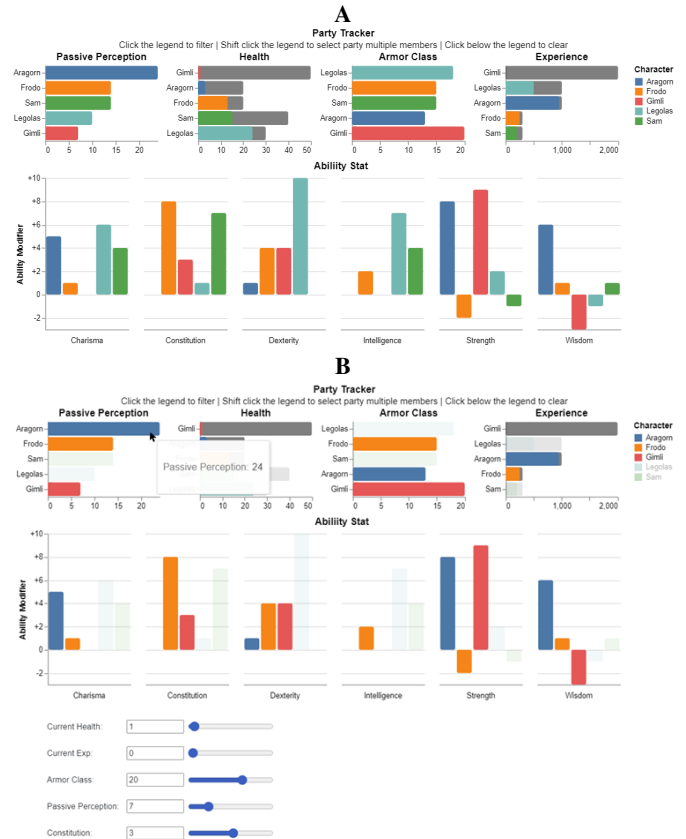 A
Party Tracker
Click the legend to filter | Shift click the legend to select party multiple members | Click below the legend to clear
Passive Perception Health Armor Class Experience
Aragorn Gimli Legolas Gimli Character
Frodo Aragorn Frodo Legolas Aragorn
Sam Frodo Sam Aragorn Frodo
Legolas Sam Aragorn Frodo Gimli
Gimli Legolas Gimli Sam Legolas
Sam
0 5 10 15 20 0 10 20 30 40 50 0 5 10 15 20 0 1,000 2,000
Abiliity Stat
+10
+8
+6
+4
+2
0
-2
Ability Modifier
Charisma Constitution Dexterity Intelligence Strength Wisdom
B
Party Tracker
Click the legend to filter | Shift click the legend to select party multiple members | Click below the legend to clear
Passive Perception Health Armor Class Experience
Aragorn Gimli Legolas Gimli Character
Frodo Frodo Legolas Aragorn
Sam Sam Aragorn Frodo
Legolas Aragorn Frodo Gimli
Gimli Gimli Sam Legolas
Sam
Passive Perception: 24
0 5 10 15 20 0 10 20 30 40 50 0 5 10 15 20 0 1,000 2,000
Abiliity Stat
+10
+8
+6
+4
+2
0
-2
Ability Modifier
Charisma Constitution Dexterity Intelligence Strength Wisdom
Current Health: 1
Current Exp: 0
Armor Class: 20
Passive Perception: 7
Constitution: 3